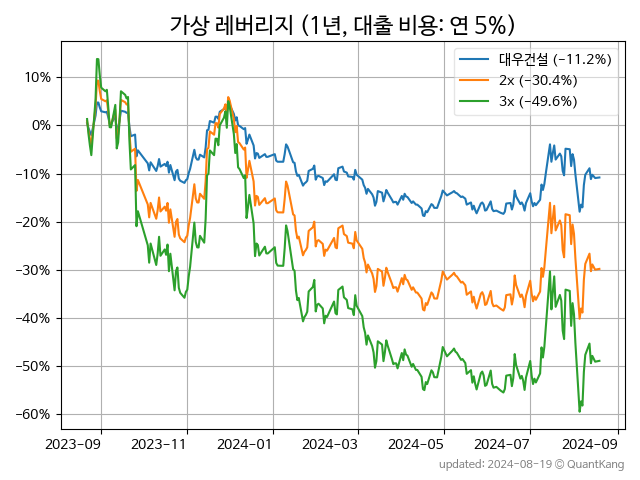 가상 레버리지 (1년, 대출 비용: 연 5%)
대우건설 (-11.2%)
2x (-30.4%)
3x (-49.6%)
10%
0%
-10%
-20%
-30%
-40%
-50%
-60%
2023-09 2023-11 2024-01 2024-03 2024-05 2024-07 2024-09
updated: 2024-08-19 © QuantKang